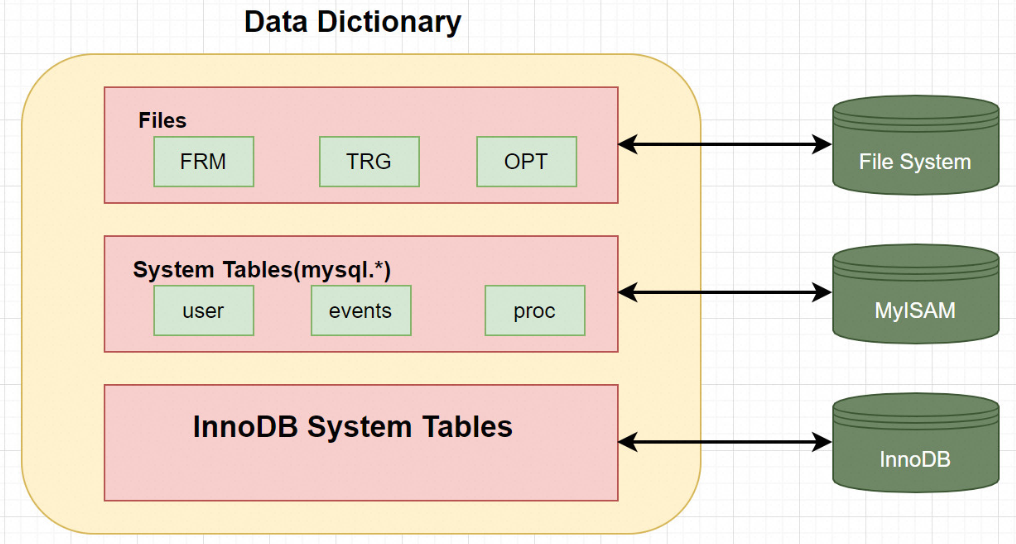 Data Dictionary
Files
FRM
TRG
OPT
File System
System Tables(mysql.*)
user
events
proc
MyISAM
InnoDB System Tables
InnoDB